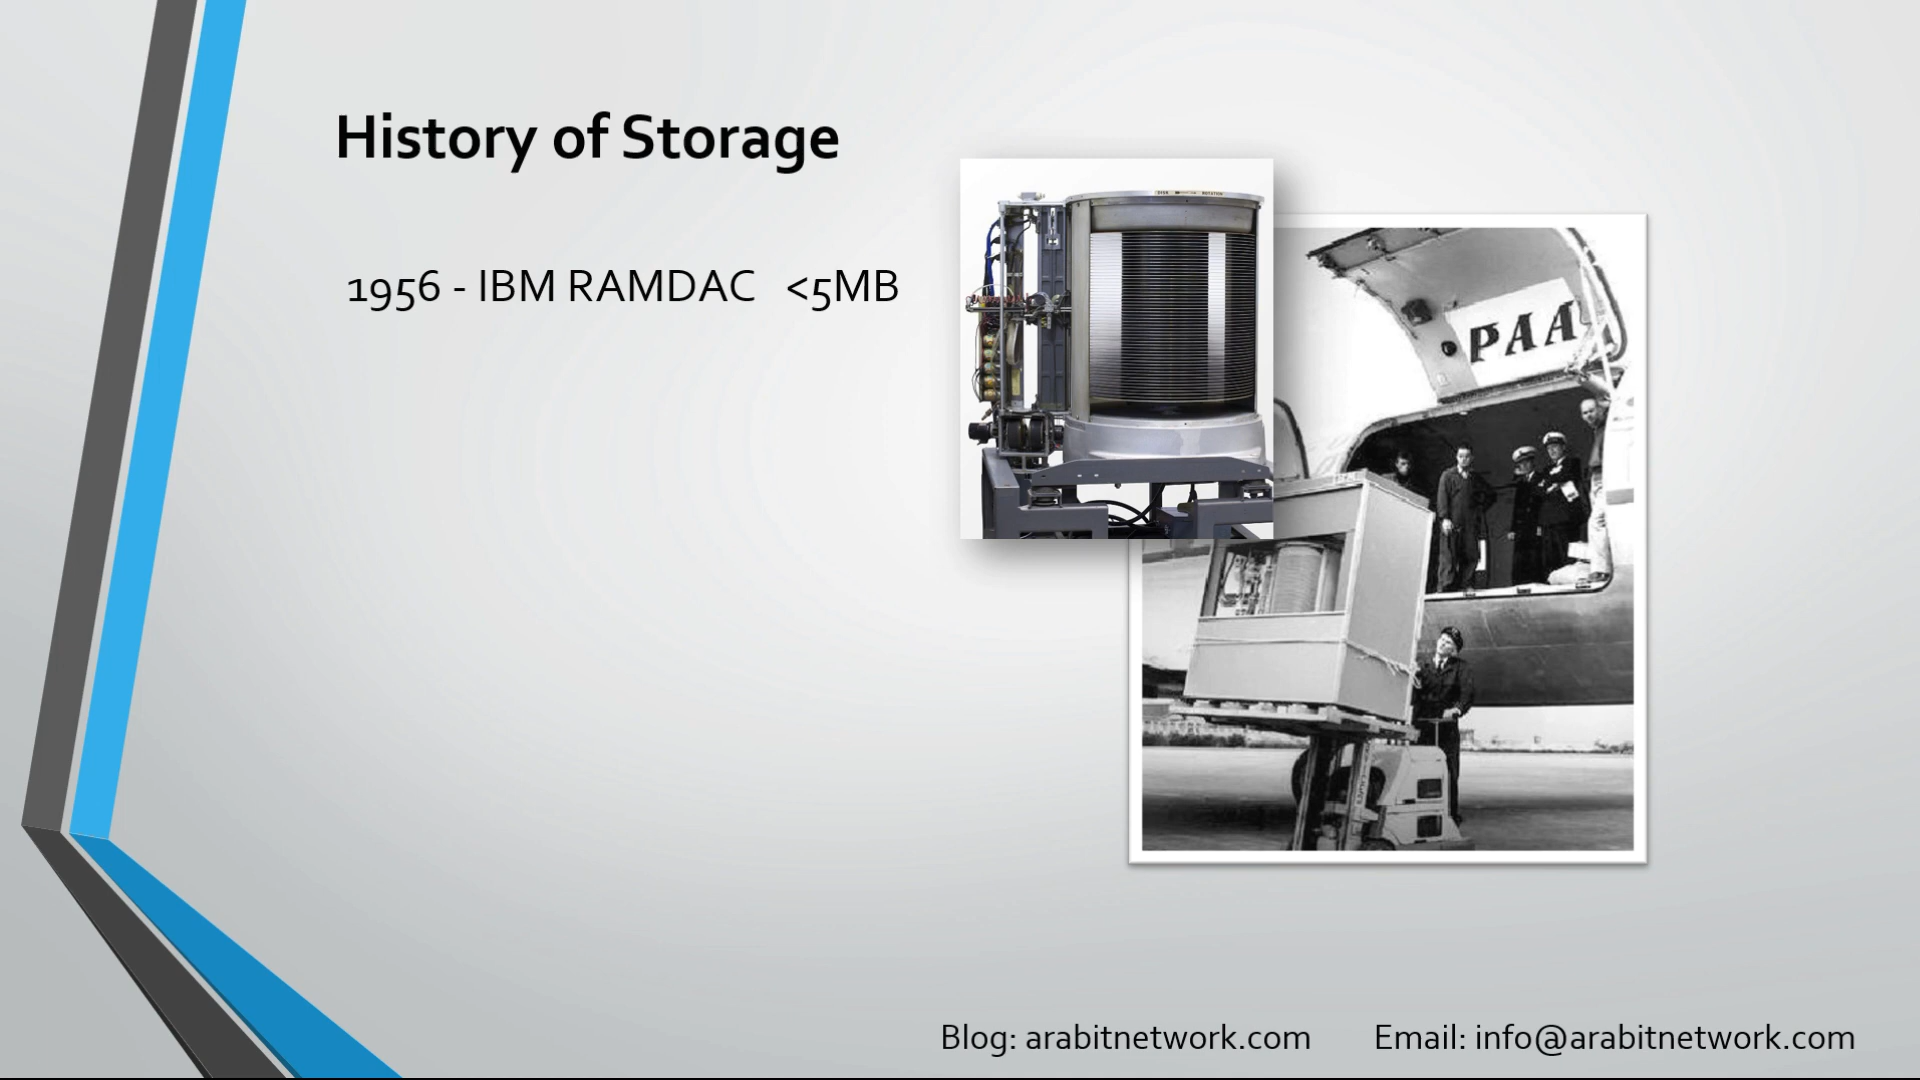 History of Storage
1956 - IBM RAMDAC <5MB
PAA
Blog: arabitnetwork.com Email: info@arabitnetwork.com